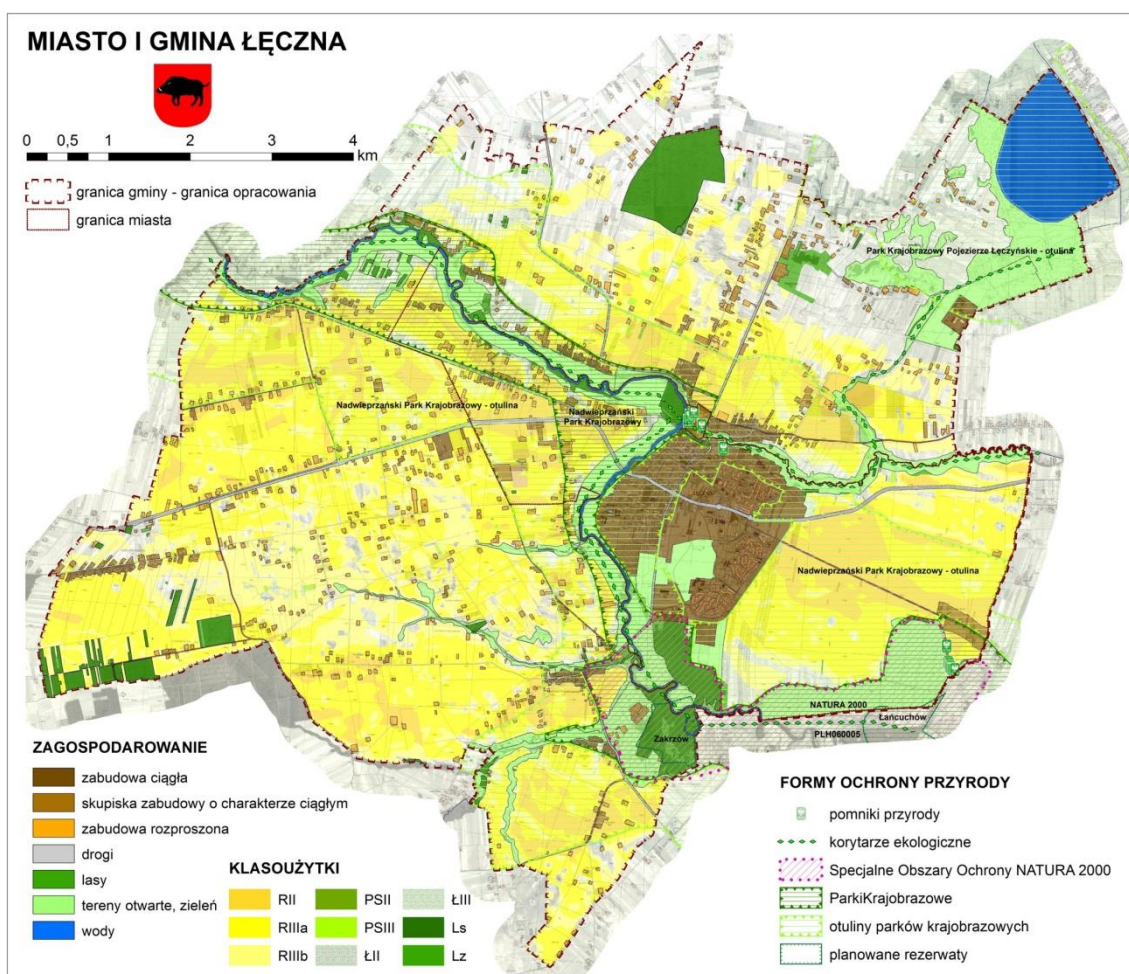 MIASTO I GMINA ŁĘCZNA
0 0,5 1 2 3 4
km
granica gminy - granica opracowania
granica miasta
Park Krajobrazowy Pojezierze Łęczyńskie - otulina
Nadwieprzański Park Krajobrazowy - otulina
Nadwieprzański
Park Krajobrazowy
Nadwieprzański Park Krajobrazowy - otulina
NATURA 2000
Łańcuchów
PLH060005
Zakrzów
ZAGOSPODAROWANIE
zabudowa ciągła
skupiska zabudowy o charakterze ciągłym
zabudowa rozproszona
drogi
lasy
tereny otwarte, zieleń
wody
KLASOUŻYTKI
RII PSII ŁIII
RIIIa PSIII Ls
RIIIb ŁII Lz
FORMY OCHRONY PRZYRODY
pomniki przyrody
korytarze ekologiczne
Specjalne Obszary Ochrony NATURA 2000
ParkiKrajobrazowe
otuliny parków krajobrazowych
planowane rezerwaty